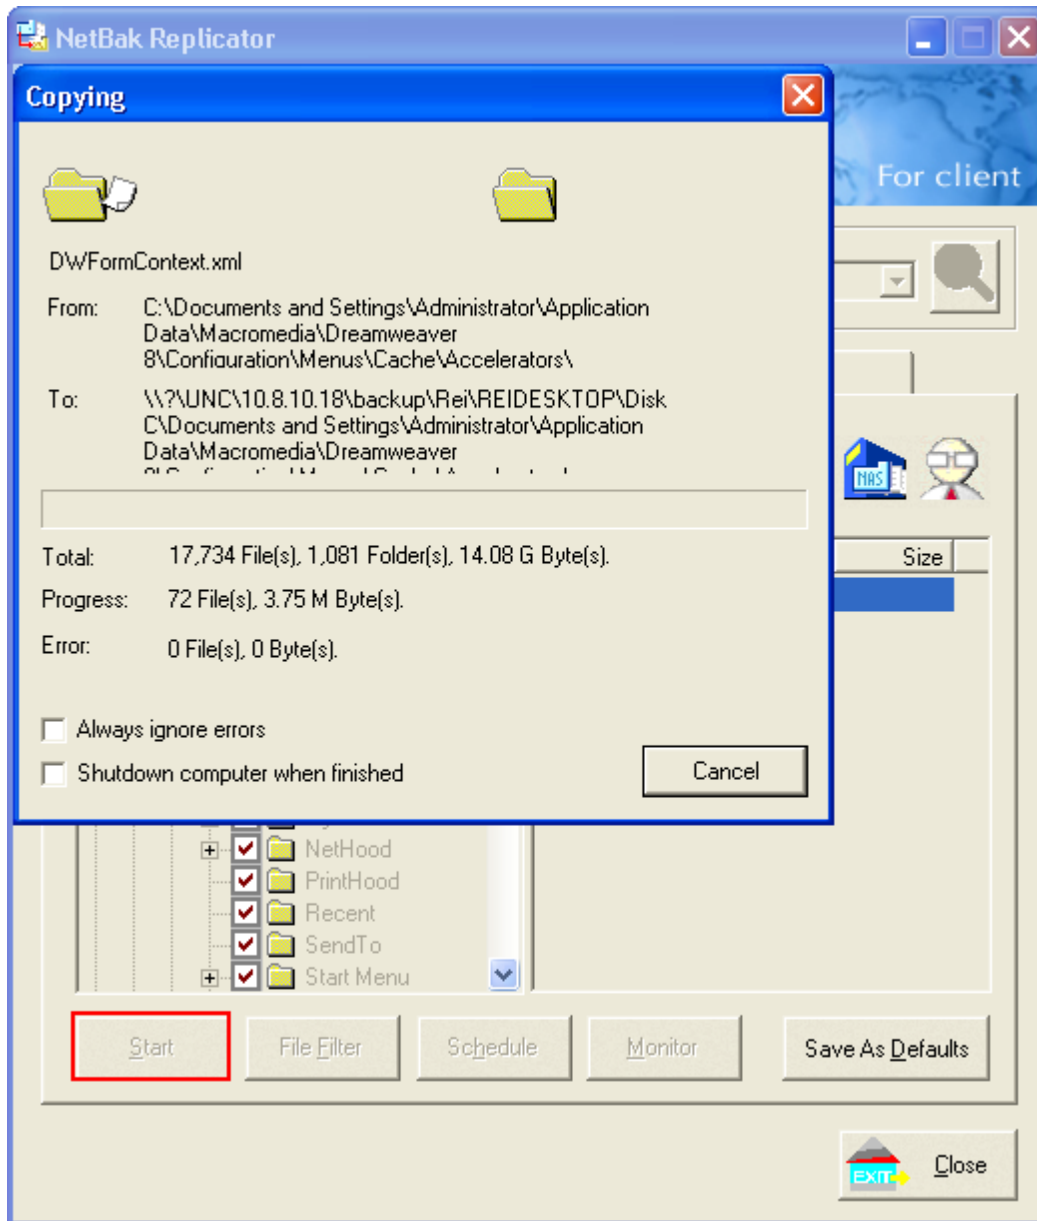 NetBak Replicator
Copying
For client
DWFormContext.xml
From: C:\Documents and Settings\Administrator\Application
Data\Macromedia\Dreamweaver
8\Configuration\Menus\Cache\Accelerators\
To: \\?\UNC\10.8.10.18\backup\Rei\REIDESKTOP\Disk
C\Documents and Settings\Administrator\Application
Data\Macromedia\Dreamweaver
NAS
Total: 17,734 File(s), 1,081 Folder(s), 14.08 G Byte(s).
Size
Progress: 72 File(s), 3.75 M Byte(s).
Error: 0 File(s), 0 Byte(s).
Always ignore errors
Shutdown computer when finished
Cancel
NetHood
PrintHood
Recent
SendTo
Start Menu
Start File Filter Schedule Monitor Save As Defaults
EXIT Close